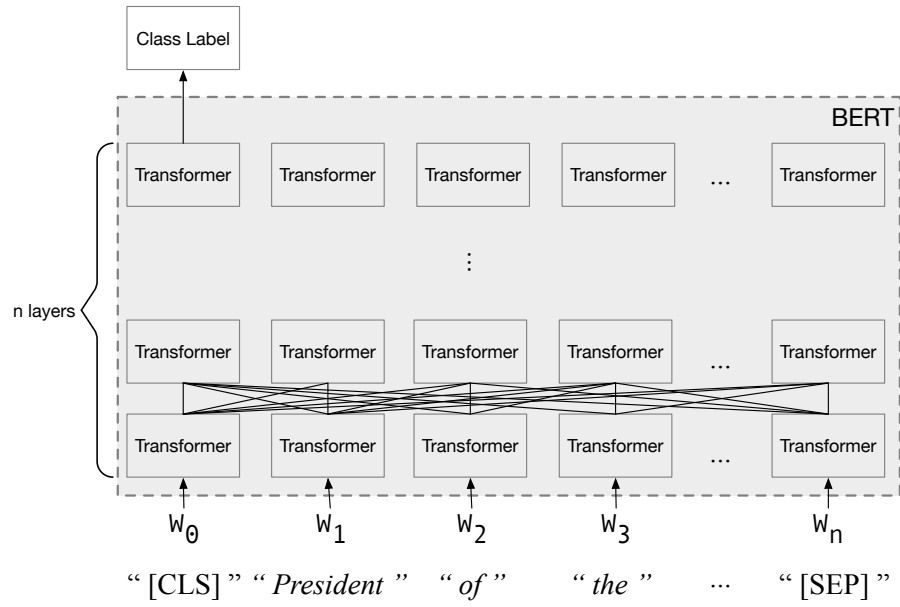 Class Label
BERT
Transformer Transformer Transformer Transformer ... Transformer
⋮
n layers
Transformer Transformer Transformer Transformer ... Transformer
Transformer Transformer Transformer Transformer ... Transformer
W0 W1 W2 W3 Wn
“ [CLS] ” “ President ” “ of ” “ the ” ... “ [SEP] ”